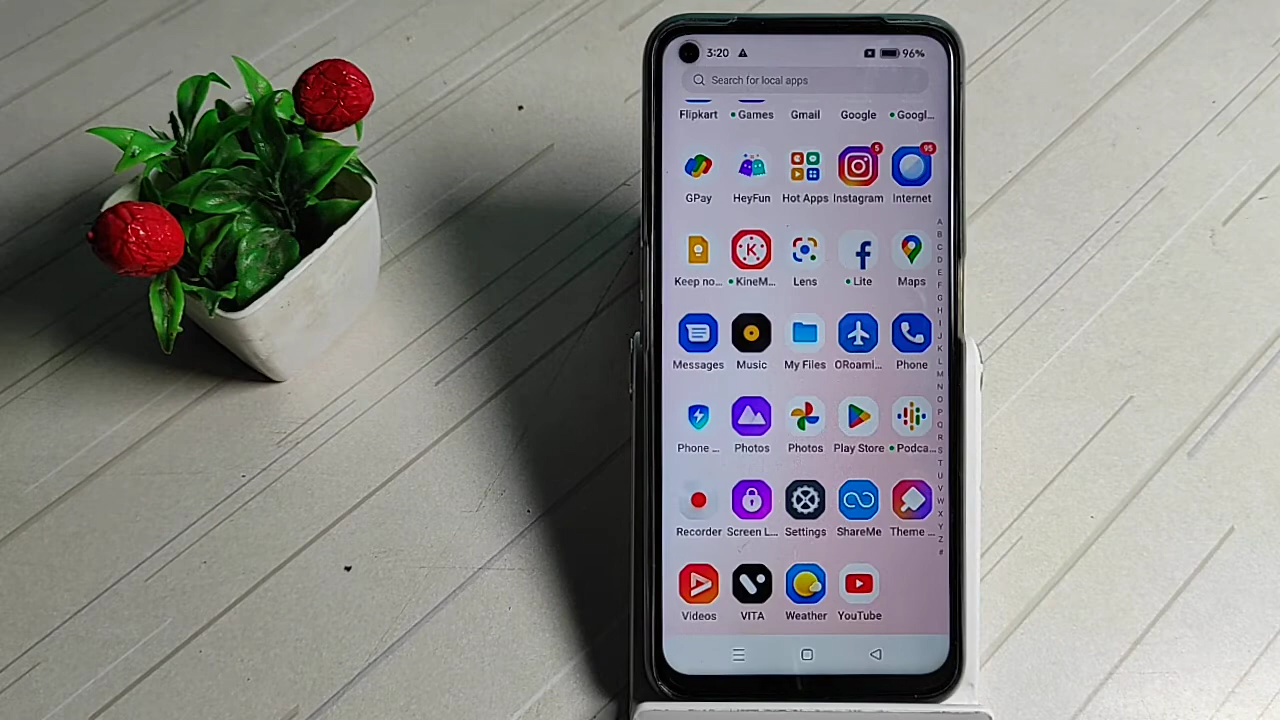 3:20 96%
Search for local apps
Flipkart Games Gmail Google Googl...
5 95
GPay HeyFun Hot Apps Instagram Internet
K
Keep no... KineM... Lite Maps
Lens
Messages Music My Files ORoami... Phone
Phone ... Photos Photos Play Store Podca...
Recorder Screen L... Settings ShareMe Theme ...
Videos VITA Weather YouTube
A
B
C
D
E
F
G
H
I
J
K
L
M
N
O
P
Q
R
S
T
U
V
W
X
Y
Z
#